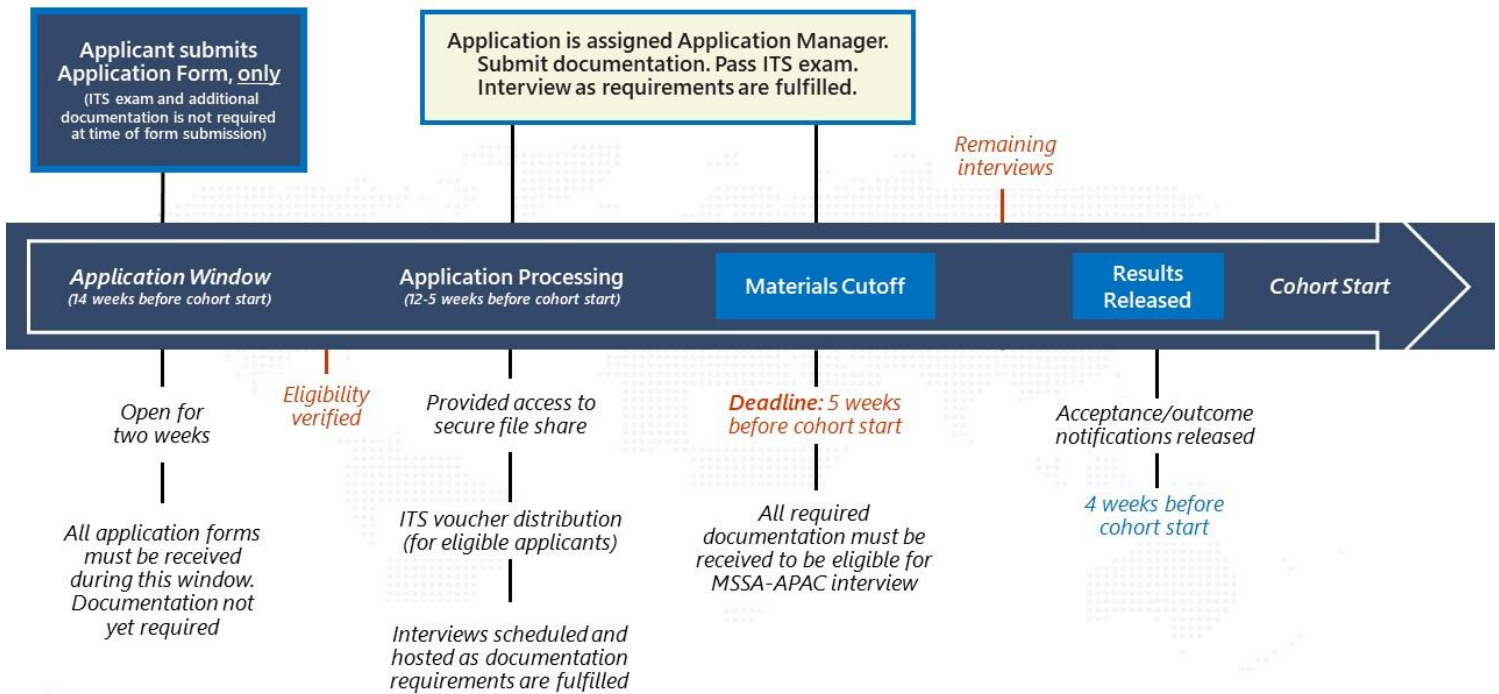 Applicant submits
Application Form, only
(ITS exam and additional
documentation is not required
at time of form submission)
Application is assigned Application Manager.
Submit documentation. Pass ITS exam.
Interview as requirements are fulfilled.
Remaining
interviews
Application Window
(14 weeks before cohort start)
Application Processing
(12-5 weeks before cohort start)
Materials Cutoff
Results
Released
Cohort Start
Open for
two weeks
All application forms
must be received
during this window.
Documentation not
yet required
Eligibility
verified
Provided access to
secure file share
ITS voucher distribution
(for eligible applicants)
Interviews scheduled and
hosted as documentation
requirements are fulfilled
Deadline: 5 weeks
before cohort start
All required
documentation must be
received to be eligible for
MSSA-APAC interview
Acceptance/outcome
notifications released
4 weeks before
cohort start